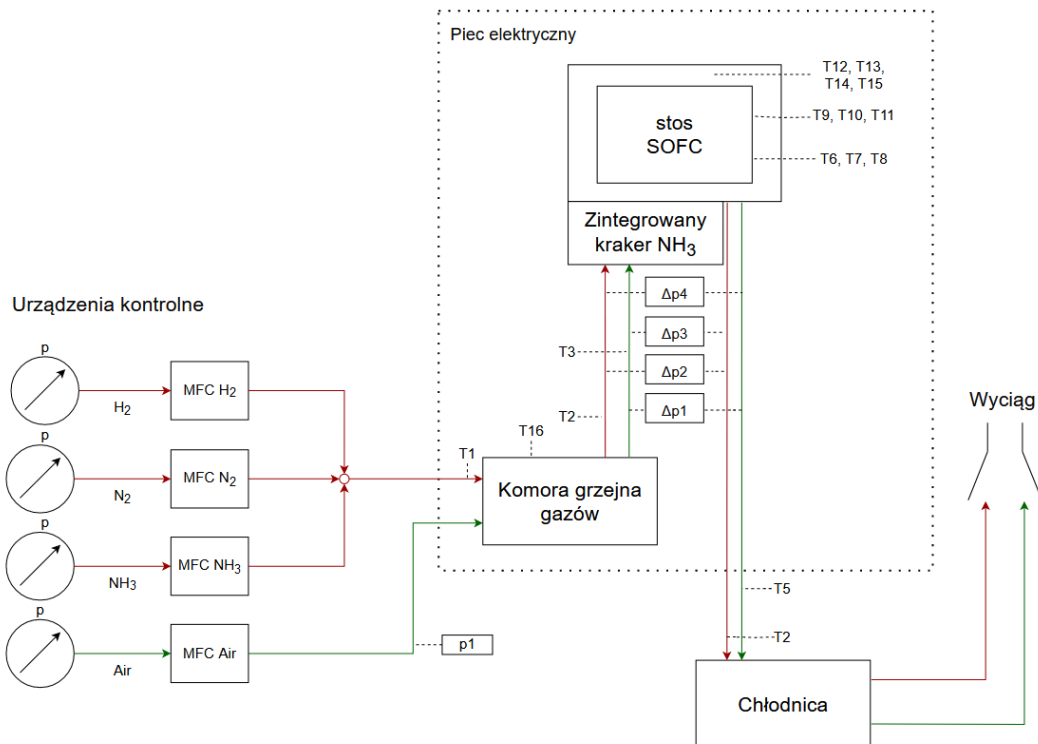 Piec elektryczny
T12, T13,
T14, T15
stos
SOFC
T9, T10, T11
T6, T7, T8
Zintegrowany
kraker NH₃
Δp4
Δp3
Δp2
Δp1
T3
T2
Urządzenia kontrolne
p
H₂
MFC H₂
p
N₂
MFC N₂
p
NH₃
MFC NH₃
p
Air
MFC Air
T1
T16
Komora grzejna
gazów
p1
T5
T2
Chłodnica
Wyciąg